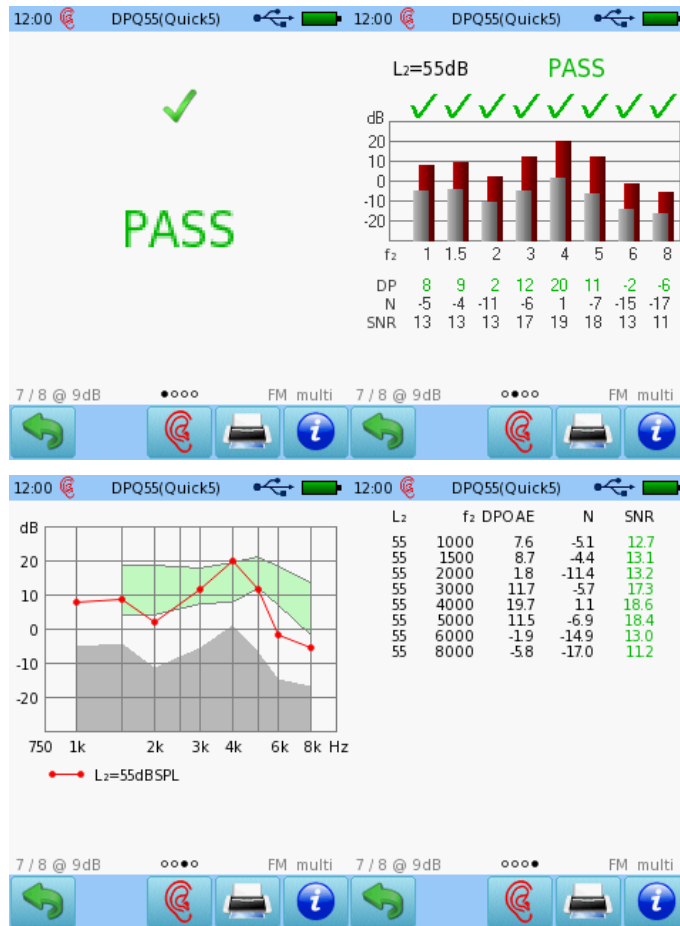 12:00 DPQ55(Quick5)
PASS
7 / 8 @ 9dB FM multi
12:00 DPQ55(Quick5)
L₂=55dB PASS
dB
20
10
0
-10
-20
f₂ 1 1.5 2 3 4 5 6 8
DP 8 9 2 12 20 11 -2 -6
N -5 -4 -11 -6 1 -7 -15 -17
SNR 13 13 13 17 19 18 13 11
7 / 8 @ 9dB FM multi
i
i
12:00 DPQ55(Quick5)
dB
20
10
0
-10
-20
750 1k 2k 3k 4k 6k 8k Hz
L₂=55dBSPL
7 / 8 @ 9dB FM multi
12:00 DPQ55(Quick5)
L₂ f₂ DPOAE N SNR
55 1000 7.6 -5.1 12.7
55 1500 8.7 -4.4 13.1
55 2000 1.8 -11.4 13.2
55 3000 11.7 -5.7 17.3
55 4000 19.7 1.1 18.6
55 5000 11.5 -6.9 18.4
55 6000 -1.9 -14.9 13.0
55 8000 -5.8 -17.0 11.2
7 / 8 @ 9dB FM multi
i
i